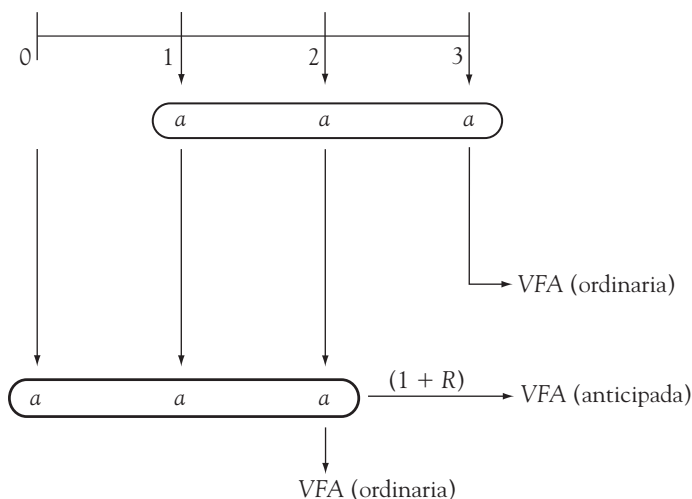 0 1 2 3
a a a
VFA (ordinaria)
(1 + R)
a a a VFA (anticipada)
VFA (ordinaria)